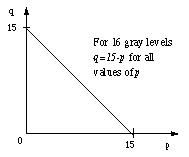 q
15
For 16 gray levels
q=15-p for all
values of p
0
15
p